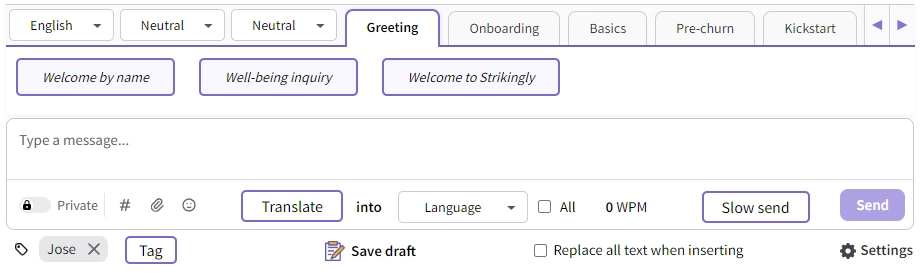 English Neutral Neutral Greeting Onboarding Basics Pre-churn Kickstart
Welcome by name Well-being inquiry Welcome to Strikingly
Type a message...
Private # Translate into Language All 0 WPM Slow send Send
Jose Tag Save draft Replace all text when inserting Settings